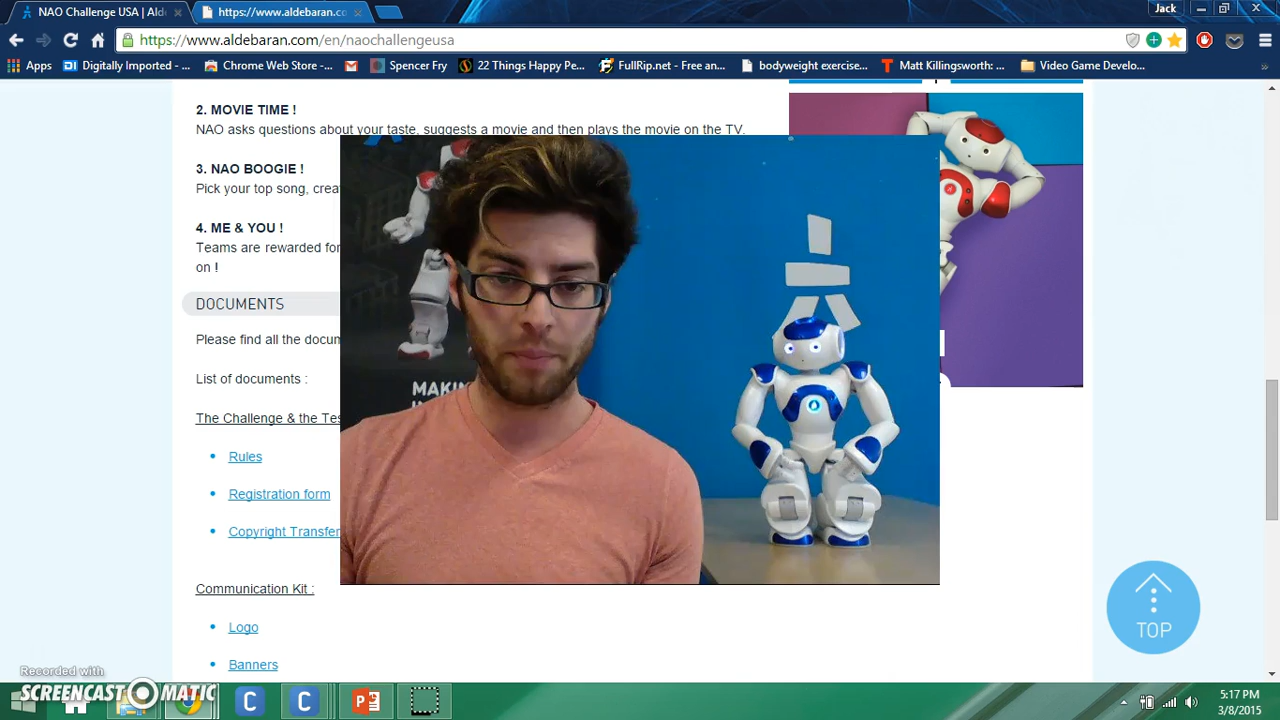 NAO Challenge USA | Alde
https://www.aldebaran.co
Jack
https://www.aldebaran.com/en/naochallengeusa
Apps
Digitally Imported - ...
Chrome Web Store -...
Spencer Fry
22 Things Happy Pe...
FullRip.net - Free an...
bodyweight exercise...
Matt Killingsworth: ...
Video Game Develo...
2. MOVIE TIME !
NAO asks questions about your taste, suggests a movie and then plays the movie on the TV.
3. NAO BOOGIE !
Pick your top song, crea
4. ME & YOU !
Teams are rewarded for
on !
DOCUMENTS
Please find all the docum
List of documents :
The Challenge & the Tes
MAKIN
Rules
Registration form
Copyright Transfer
Communication Kit :
Logo
Banners
TOP
Recorded with
SCREENCAST MATIC
5:17 PM
3/8/2015